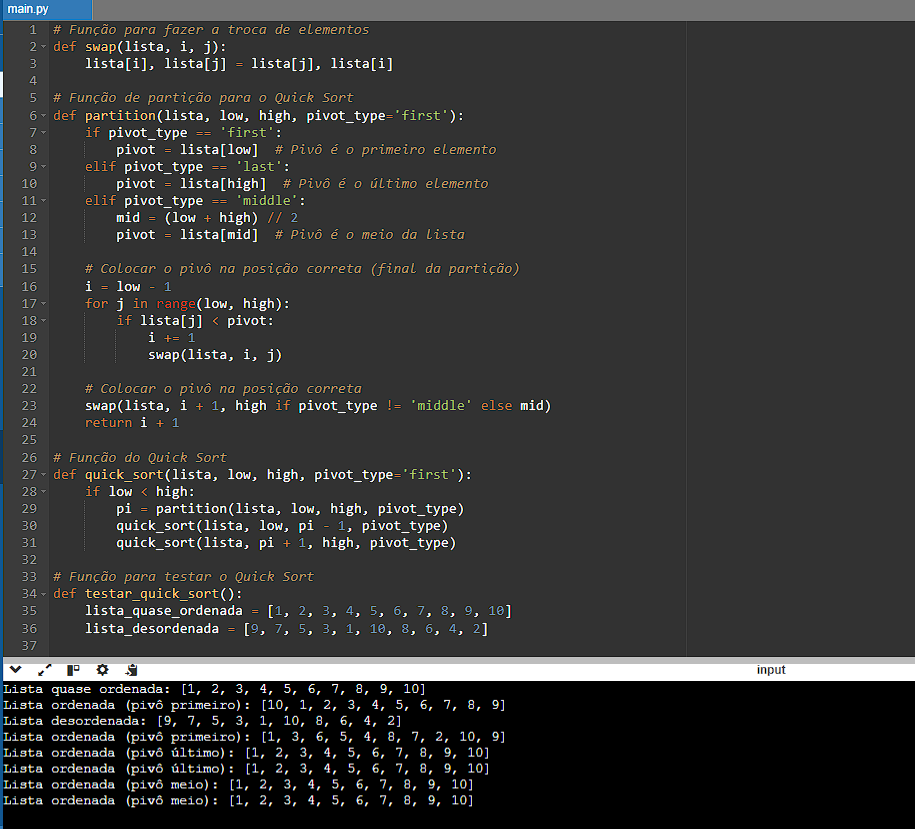 main.py
1 # Função para fazer a troca de elementos
2 def swap(lista, i, j):
3     lista[i], lista[j] = lista[j], lista[i]
4
5 # Função de partição para o Quick Sort
6 def partition(lista, low, high, pivot_type='first'):
7     if pivot_type == 'first':
8         pivot = lista[low]  # Pivô é o primeiro elemento
9     elif pivot_type == 'last':
10         pivot = lista[high]  # Pivô é o último elemento
11     elif pivot_type == 'middle':
12         mid = (low + high) // 2
13         pivot = lista[mid]  # Pivô é o meio da lista
14
15     # Colocar o pivô na posição correta (final da partição)
16     i = low - 1
17     for j in range(low, high):
18         if lista[j] < pivot:
19             i += 1
20             swap(lista, i, j)
21
22     # Colocar o pivô na posição correta
23     swap(lista, i + 1, high if pivot_type != 'middle' else mid)
24     return i + 1
25
26 # Função do Quick Sort
27 def quick_sort(lista, low, high, pivot_type='first'):
28     if low < high:
29         pi = partition(lista, low, high, pivot_type)
30         quick_sort(lista, low, pi - 1, pivot_type)
31         quick_sort(lista, pi + 1, high, pivot_type)
32
33 # Função para testar o Quick Sort
34 def testar_quick_sort():
35     lista_quase_ordenada = [1, 2, 3, 4, 5, 6, 7, 8, 9, 10]
36     lista_desordenada = [9, 7, 5, 3, 1, 10, 8, 6, 4, 2]
37
input
Lista quase ordenada: [1, 2, 3, 4, 5, 6, 7, 8, 9, 10]
Lista ordenada (pivô primeiro): [10, 1, 2, 3, 4, 5, 6, 7, 8, 9]
Lista desordenada: [9, 7, 5, 3, 1, 10, 8, 6, 4, 2]
Lista ordenada (pivô primeiro): [1, 3, 6, 5, 4, 8, 7, 2, 10, 9]
Lista ordenada (pivô último): [1, 2, 3, 4, 5, 6, 7, 8, 9, 10]
Lista ordenada (pivô último): [1, 2, 3, 4, 5, 6, 7, 8, 9, 10]
Lista ordenada (pivô meio): [1, 2, 3, 4, 5, 6, 7, 8, 9, 10]
Lista ordenada (pivô meio): [1, 2, 3, 4, 5, 6, 7, 8, 9, 10]